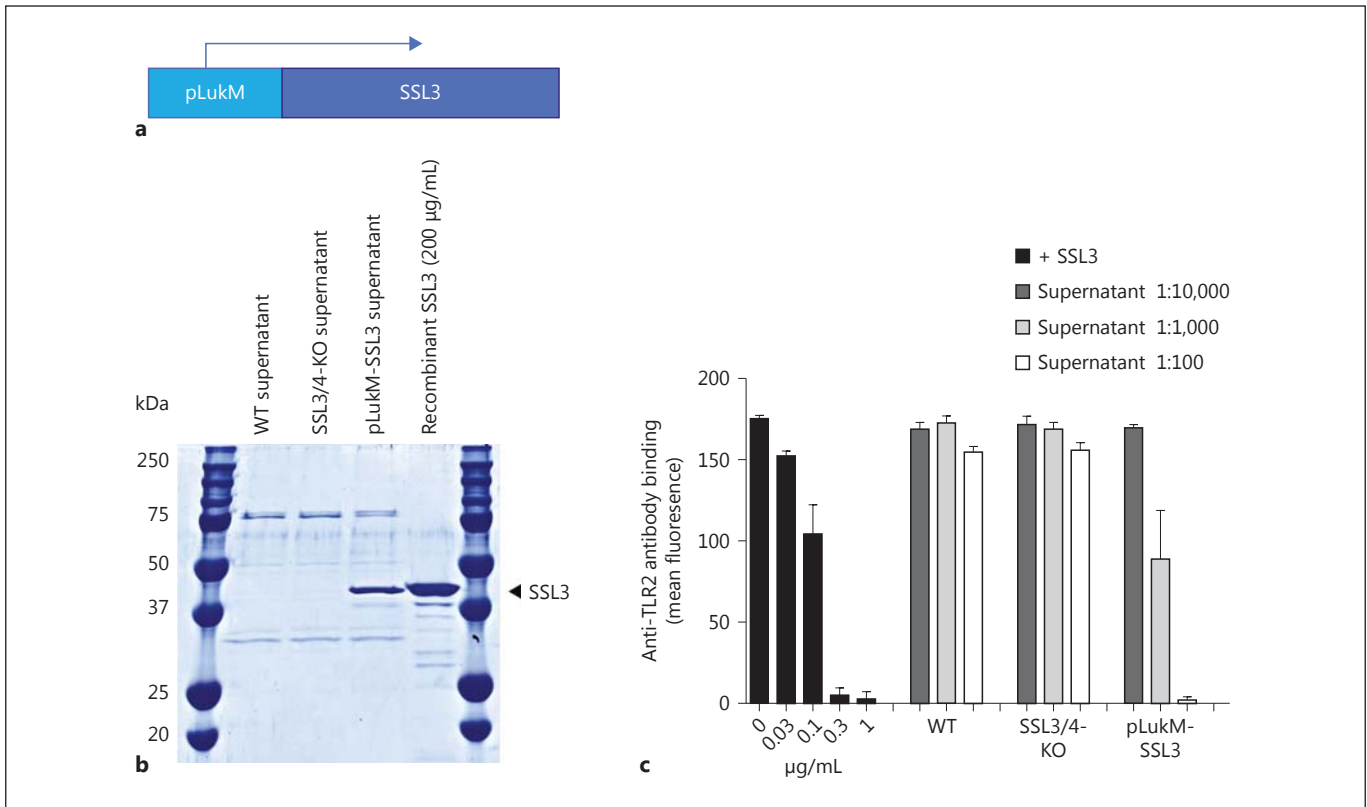 pLukM
SSL3
a
WT supernatant
SSL3/4-KO supernatant
pLukM-SSL3 supernatant
Recombinant SSL3 (200 µg/mL)
kDa
250
75
50
37
25
20
SSL3
b
+ SSL3
Supernatant 1:10,000
Supernatant 1:1,000
Supernatant 1:100
Anti-TLR2 antibody binding
(mean fluoresence)
200
150
100
50
0
0
0.03
0.1
0.3
1
µg/mL
WT
SSL3/4-
KO
pLukM-
SSL3
c